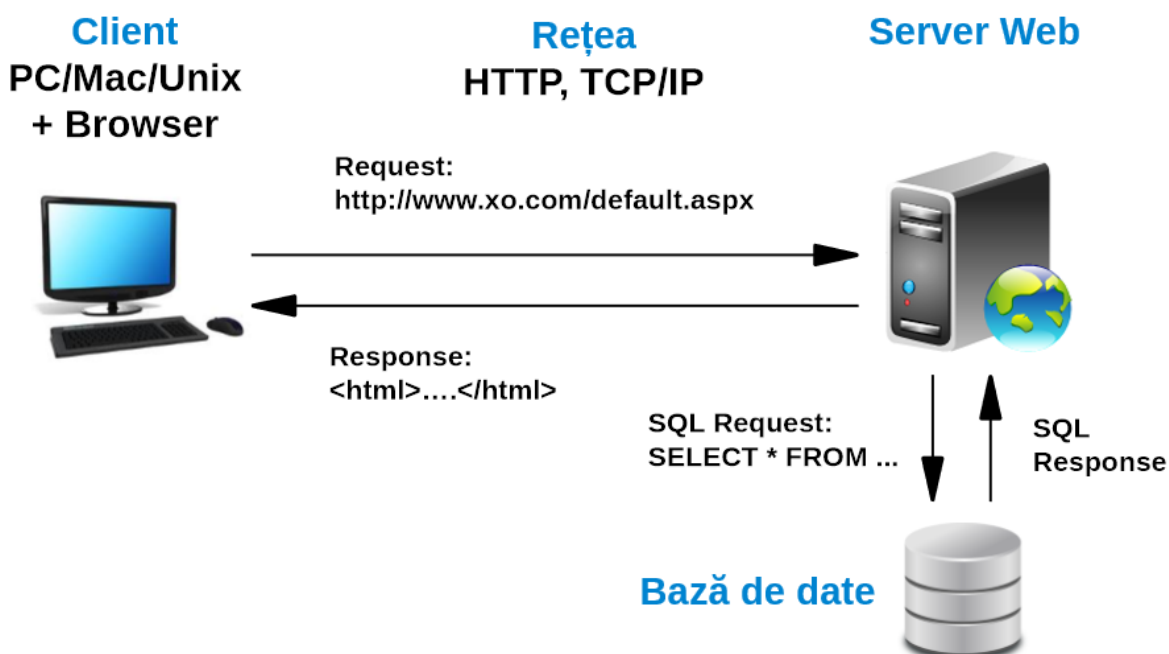 Client
PC/Mac/Unix
+ Browser
Rețea
HTTP, TCP/IP
Server Web
Request:
http://www.xo.com/default.aspx
Response:
<html>….</html>
SQL Request:
SELECT * FROM ...
SQL
Response
Bază de date